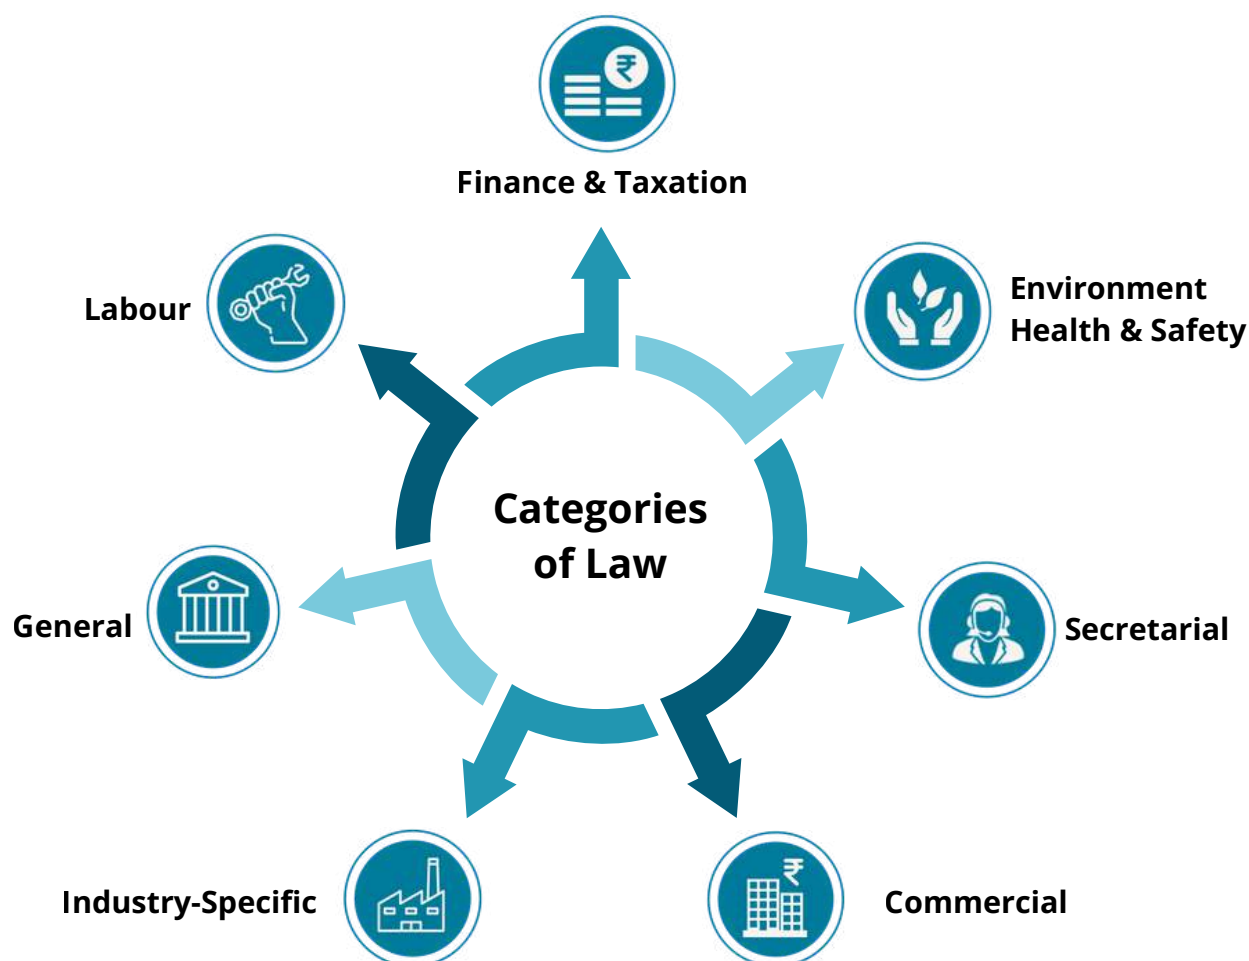 ₹
Finance & Taxation
Labour
Environment
Health & Safety
Categories
of Law
General
Secretarial
₹
Industry-Specific
Commercial